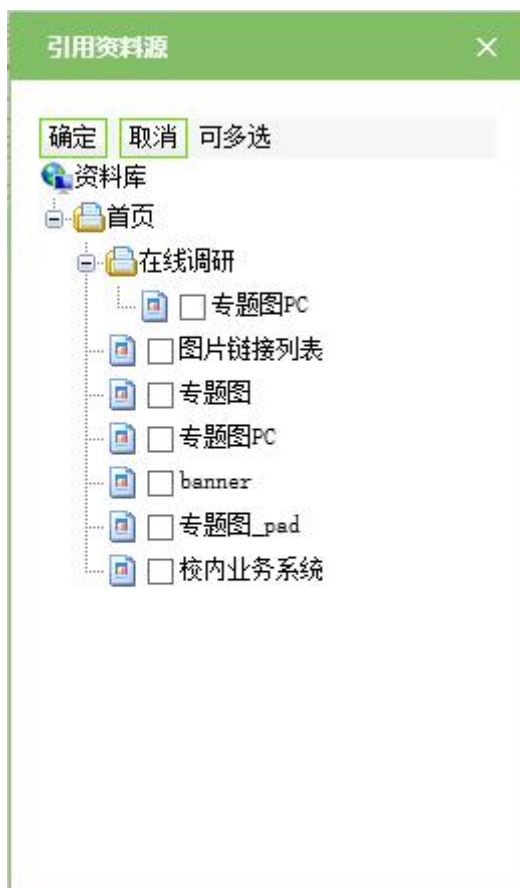 引用资料源
确定 取消 可多选
资料库
首页
在线调研
专题图PC
图片链接列表
专题图
专题图PC
banner
专题图_pad
校内业务系统